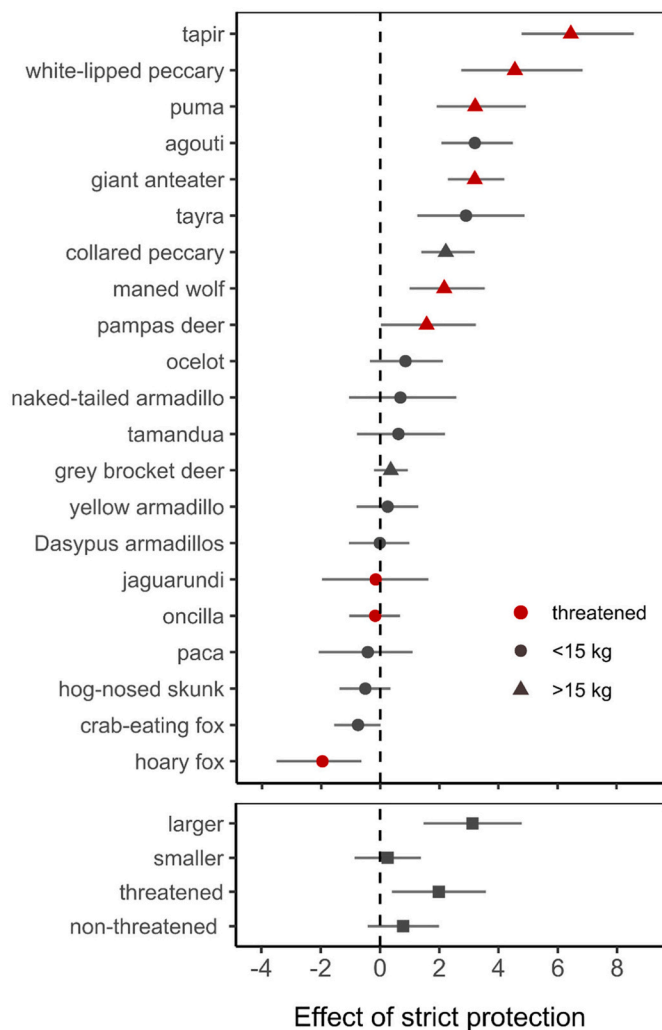 tapir
white-lipped peccary
puma
agouti
giant anteater
tayra
collared peccary
maned wolf
pampas deer
ocelot
naked-tailed armadillo
tamandua
grey brocket deer
yellow armadillo
Dasypus armadillos
jaguarundi
oncilla
paca
hog-nosed skunk
crab-eating fox
hoary fox
threatened
<15 kg
>15 kg
larger
smaller
threatened
non-threatened
-4 -2 0 2 4 6 8
Effect of strict protection